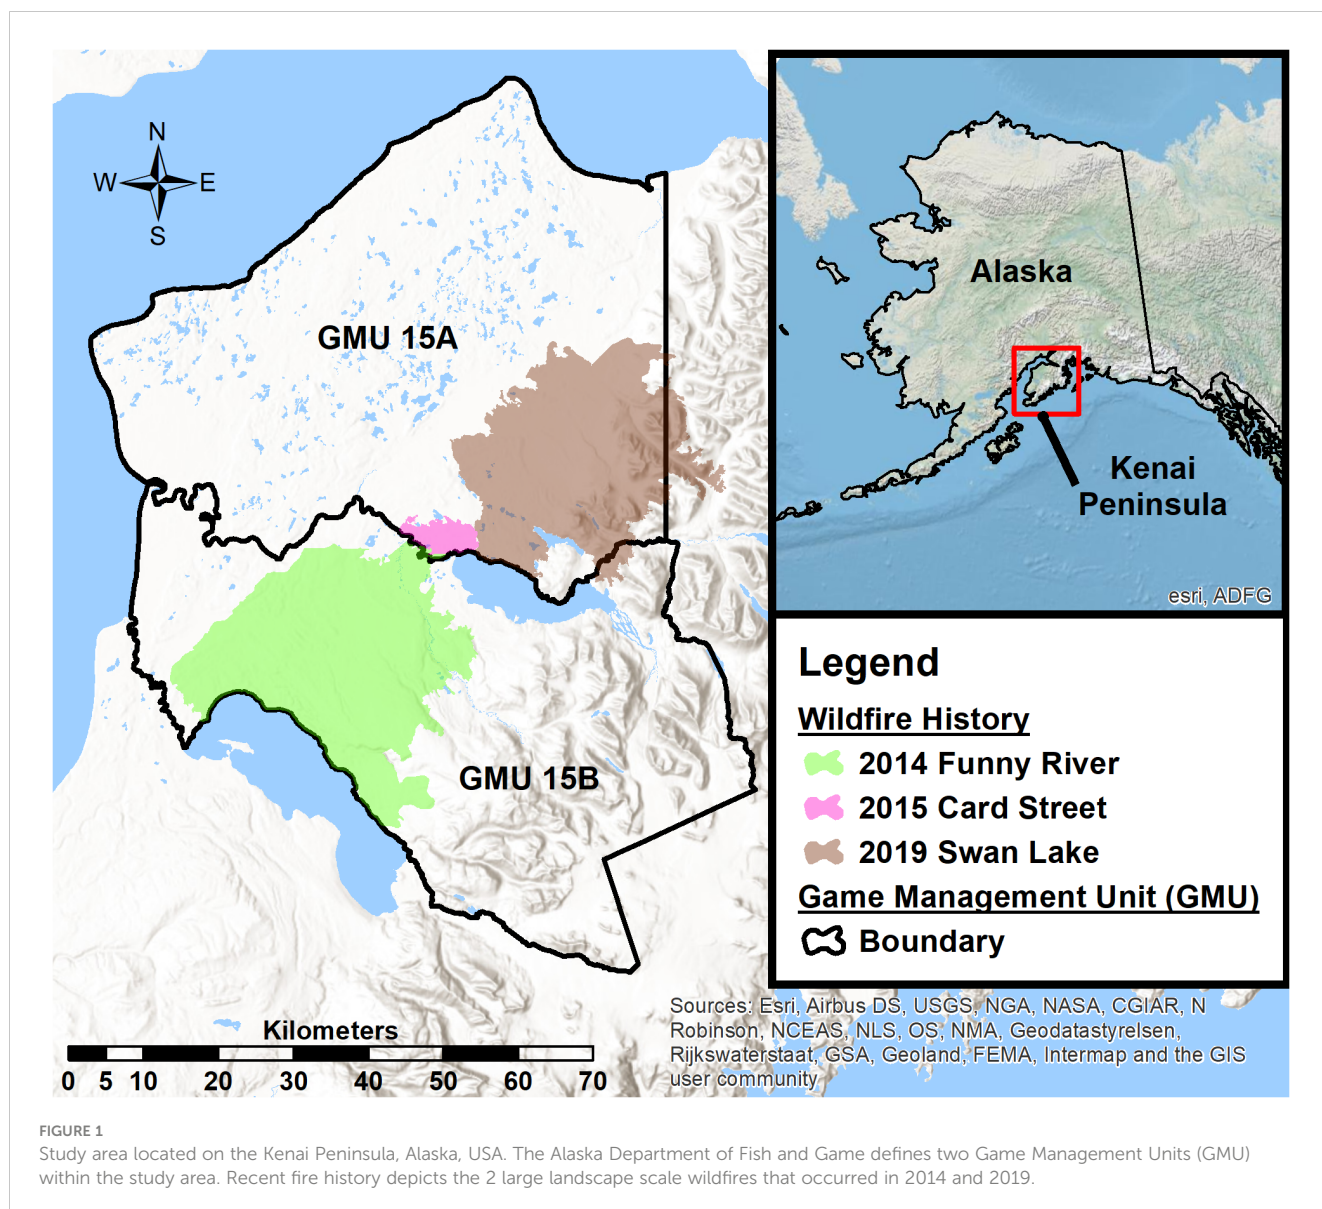 N
W E
S
GMU 15A
GMU 15B
Alaska
Kenai
Peninsula
esri, ADFG
Legend
Wildfire History
2014 Funny River
2015 Card Street
2019 Swan Lake
Game Management Unit (GMU)
Boundary
Sources: Esri, Airbus DS, USGS, NGA, NASA, CGIAR, N
Robinson, NCEAS, NLS, OS, NMA, Geodatastyrelsen,
Rijkswaterstaat, GSA, Geoland, FEMA, Intermap and the GIS
user community
Kilometers
0 5 10 20 30 40 50 60 70
FIGURE 1
Study area located on the Kenai Peninsula, Alaska, USA. The Alaska Department of Fish and Game defines two Game Management Units (GMU)
within the study area. Recent fire history depicts the 2 large landscape scale wildfires that occurred in 2014 and 2019.